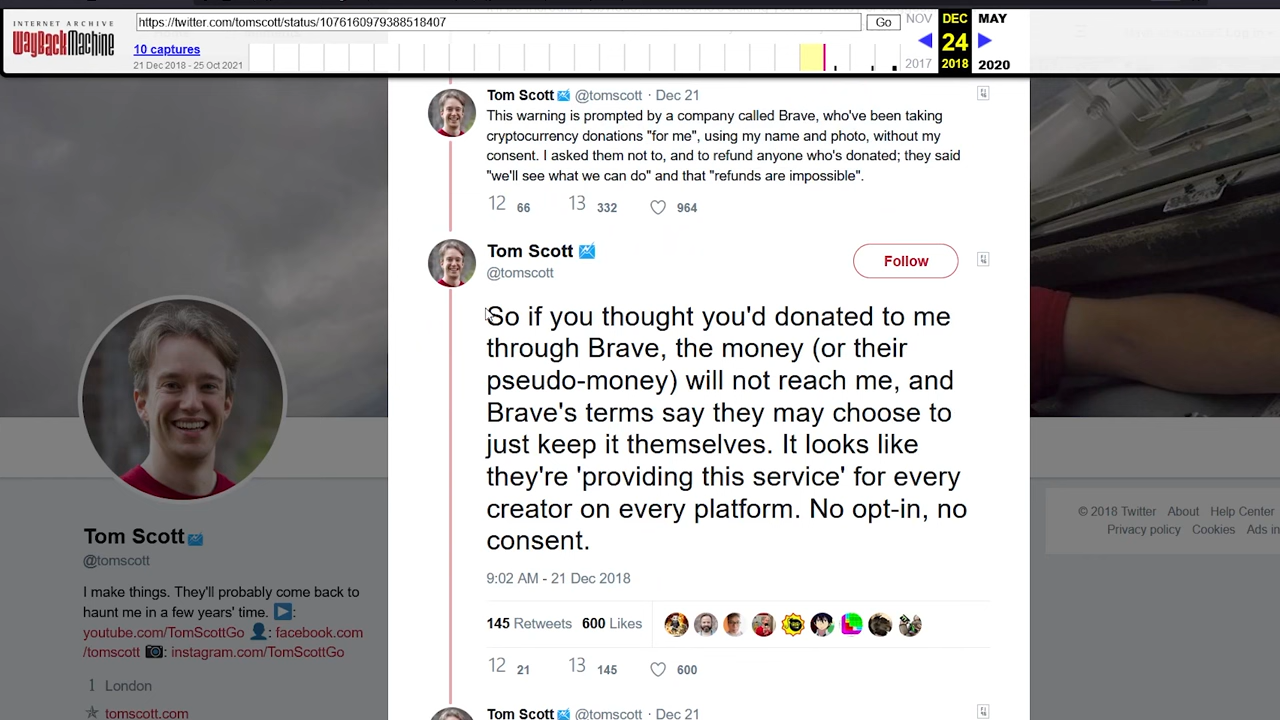 INTERNET ARCHIVE
WayBackMachine
https://twitter.com/tomscott/status/1076160979388518407
Go
NOV
DEC
MAY
10 captures
24
21 Dec 2018 - 25 Oct 2021
2017
2018
2020
Tom Scott @tomscott · Dec 21
This warning is prompted by a company called Brave, who've been taking
cryptocurrency donations "for me", using my name and photo, without my
consent. I asked them not to, and to refund anyone who's donated; they said
"we'll see what we can do" and that "refunds are impossible".
12 66 13 332 964
Tom Scott
@tomscott
Follow
So if you thought you'd donated to me
through Brave, the money (or their
pseudo-money) will not reach me, and
Brave's terms say they may choose to
just keep it themselves. It looks like
they're 'providing this service' for every
creator on every platform. No opt-in, no
consent.
9:02 AM - 21 Dec 2018
145 Retweets 600 Likes
12 21 13 145 600
Tom Scott @tomscott · Dec 21
Tom Scott
@tomscott
I make things. They'll probably come back to
haunt me in a few years' time. :
youtube.com/TomScottGo : facebook.com
/tomscott : instagram.com/TomScottGo
1 London
tomscott.com
© 2018 Twitter About Help Center
Privacy policy Cookies Ads in